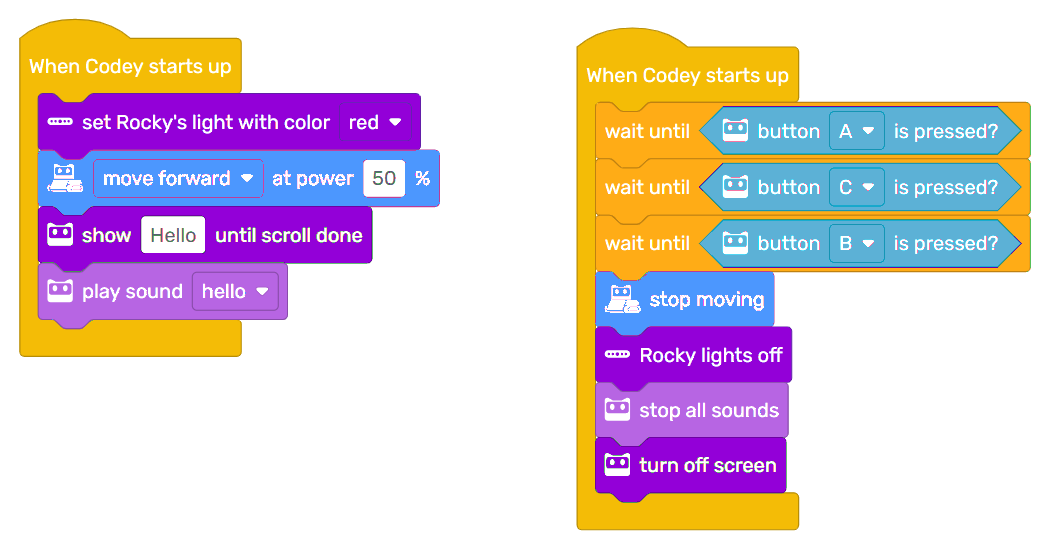 When Codey starts up
set Rocky's light with color red
move forward at power 50 %
show Hello until scroll done
play sound hello
When Codey starts up
wait until button A is pressed?
wait until button C is pressed?
wait until button B is pressed?
stop moving
Rocky lights off
stop all sounds
turn off screen